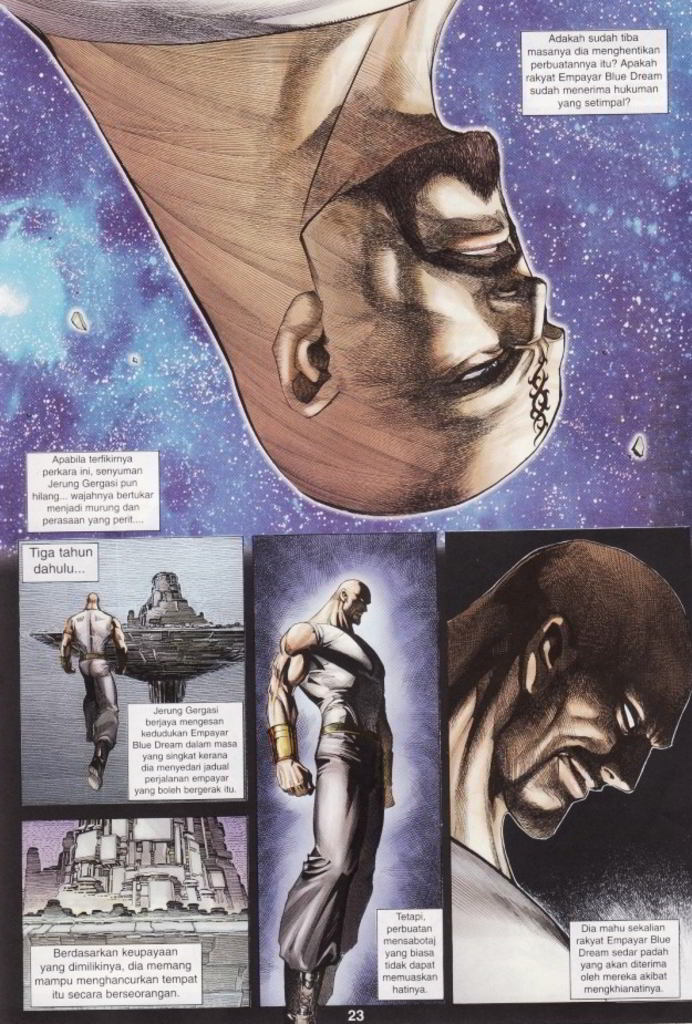 Adakah sudah tiba
masanya dia menghentikan
perbuatannya itu? Apakah
rakyat Empayar Blue Dream
sudah menerima hukuman
yang setimpal?
Apabila terfikirnya
perkara ini, senyuman
Jerung Gergasi pun
hilang... wajahnya bertukar
menjadi murung dan
perasaan yang perit....
Tiga tahun
dahulu...
Jerung Gergasi
berjaya mengesan
kedudukan Empayar
Blue Dream dalam masa
yang singkat kerana
dia menyedari jadual
perjalanan empayar
yang boleh bergerak itu.
Berdasarkan keupayaan
yang dimilikinya, dia memang
mampu menghancurkan tempat
itu secara berseorangan.
Tetapi,
perbuatan
mensabotaj
yang biasa
tidak dapat
memuaskan
hatinya.
Dia mahu sekalian
rakyat Empayar Blue
Dream sedar padah
yang akan diterima
oleh mereka akibat
mengkhianatinya.
23